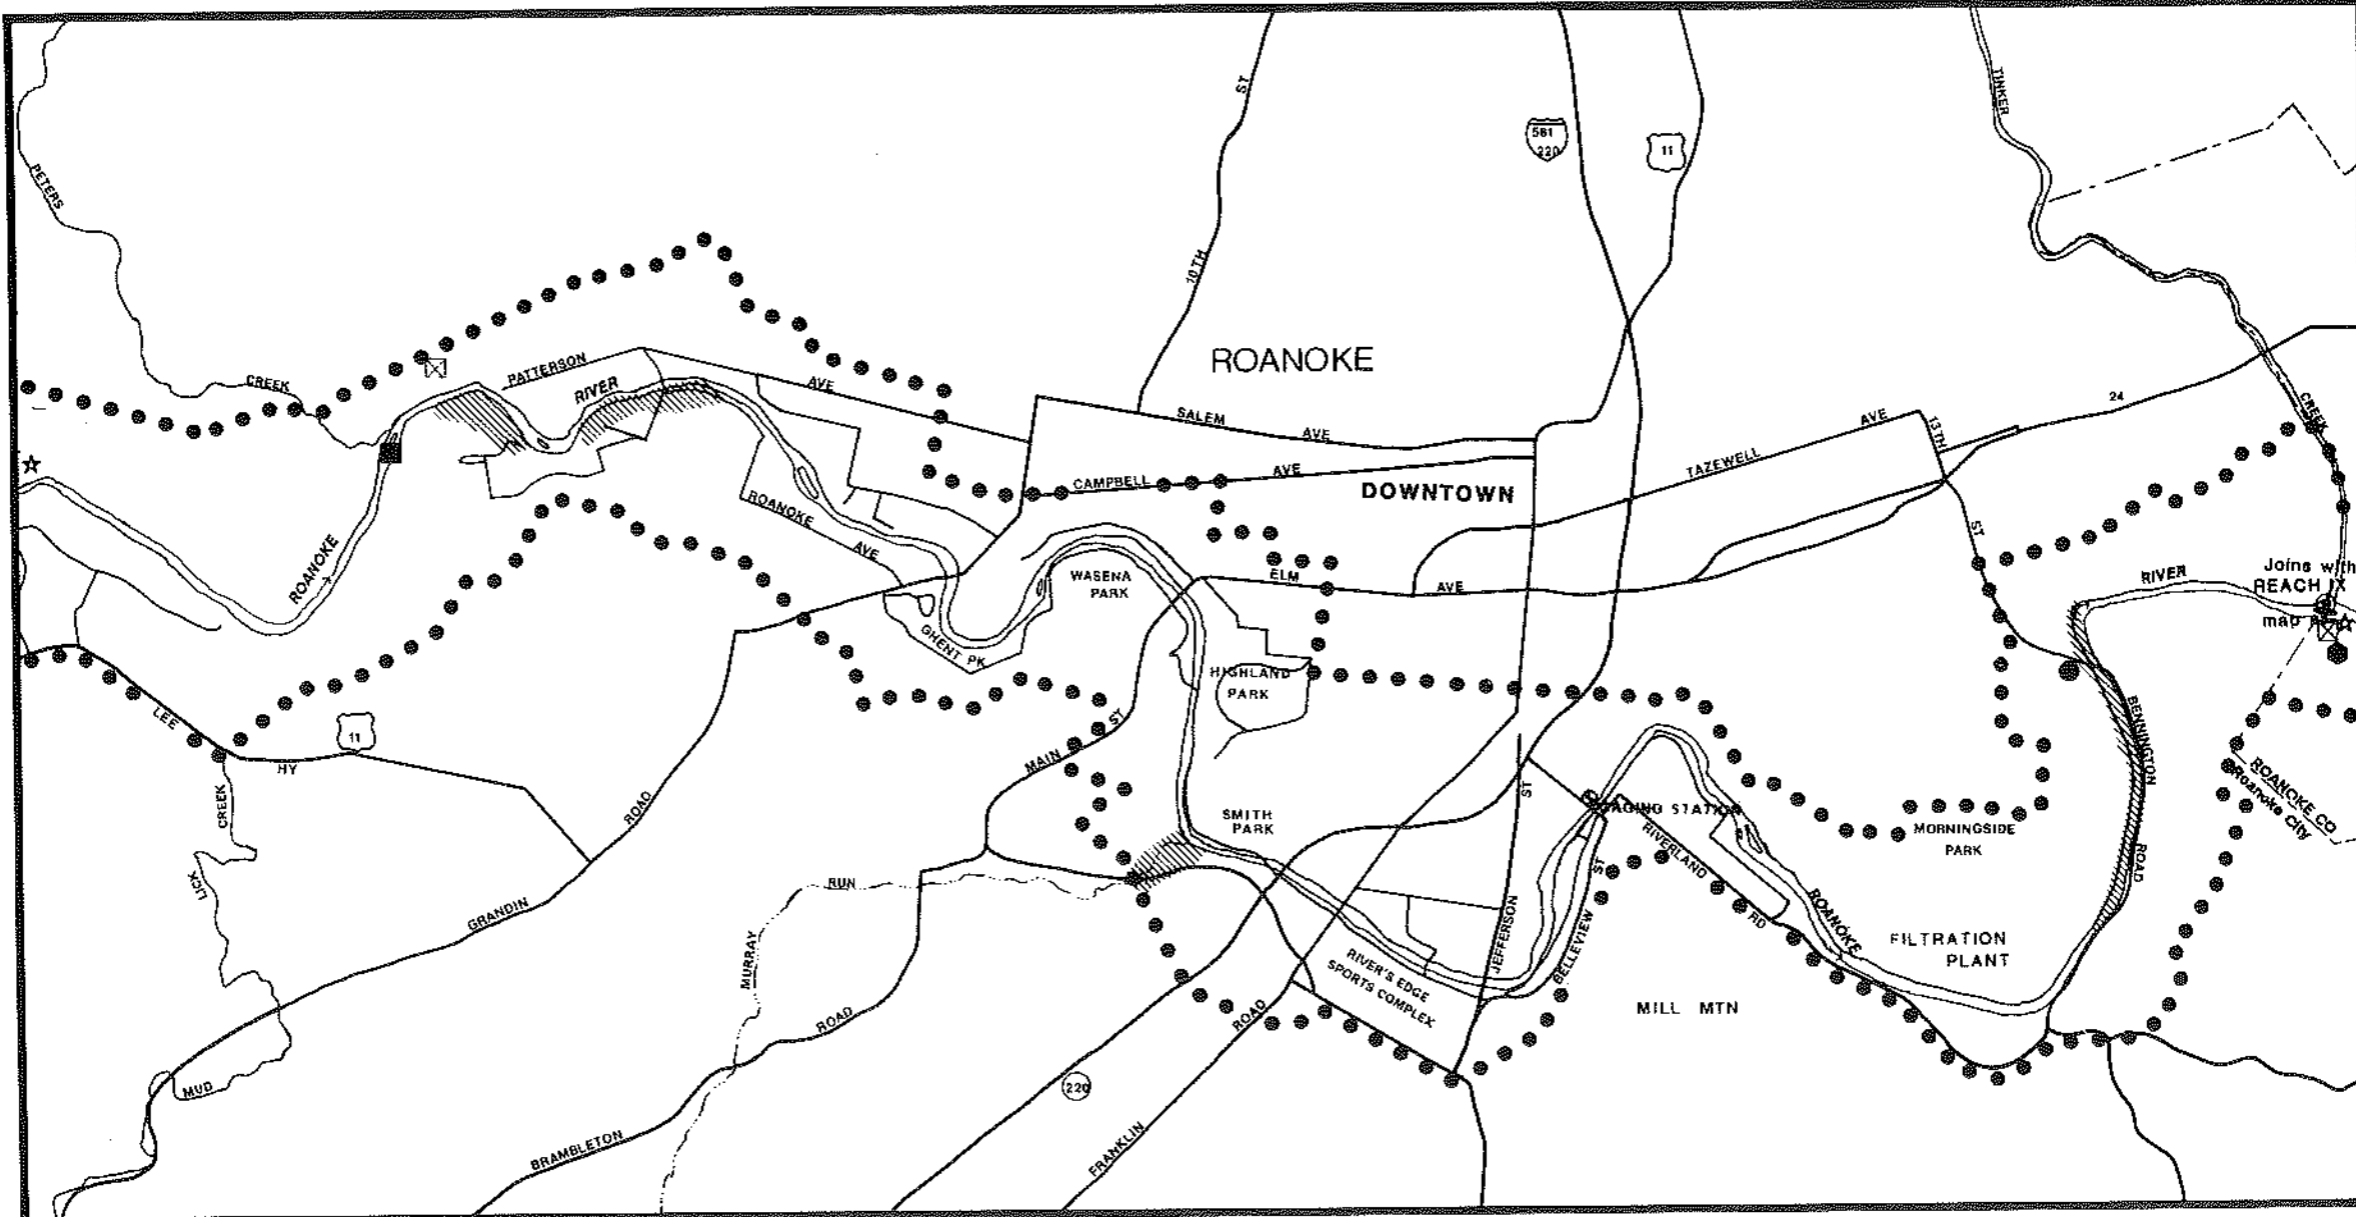 ST
TINKER
581
220
11
PETERS
10TH
ROANOKE
CREEK
PATTERSON
AVE
RIVER
SALEM
AVE
24
AVE
13TH
CREEK
CAMPBELL
AVE
TAZEWELL
DOWNTOWN
ROANOKE
AVE
ST
ROANOKE
WASENA
PARK
ELM
AVE
RIVER
Joins with
REACH IX
map
GHENT PK
HIGHLAND
PARK
LEE
11
HY
ST
MAIN
BENNINGTON
ROANOKE CO
Roanoke City
ROAD
CREEK
SMITH
PARK
ST
GAGING STATION
RIVERLAND
RD
MORNINGSIDE
PARK
ROAD
LICK
RUN
GRANDIN
ST
ROANOKE
JEFFERSON
BELLEVIEW
FILTRATION
PLANT
MURRAY
RIVER'S EDGE
SPORTS COMPLEX
MILL MTN
ROAD
ROAD
MUD
220
BRAMBLETON
FRANKLIN